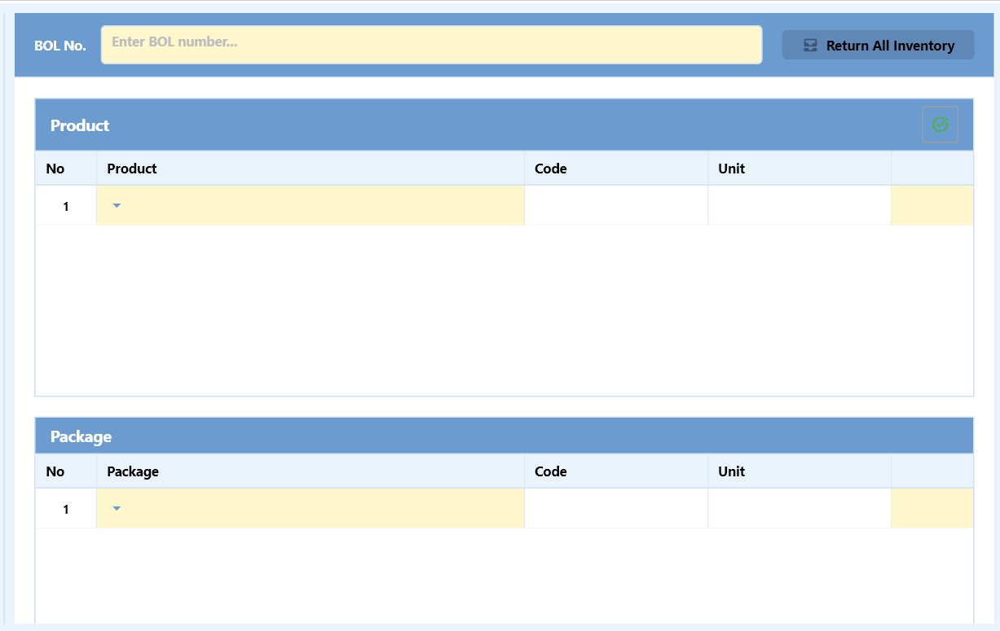 BOL No. Enter BOL number... Return All Inventory
Product
No Product Code Unit
1
Package
No Package Code Unit
1